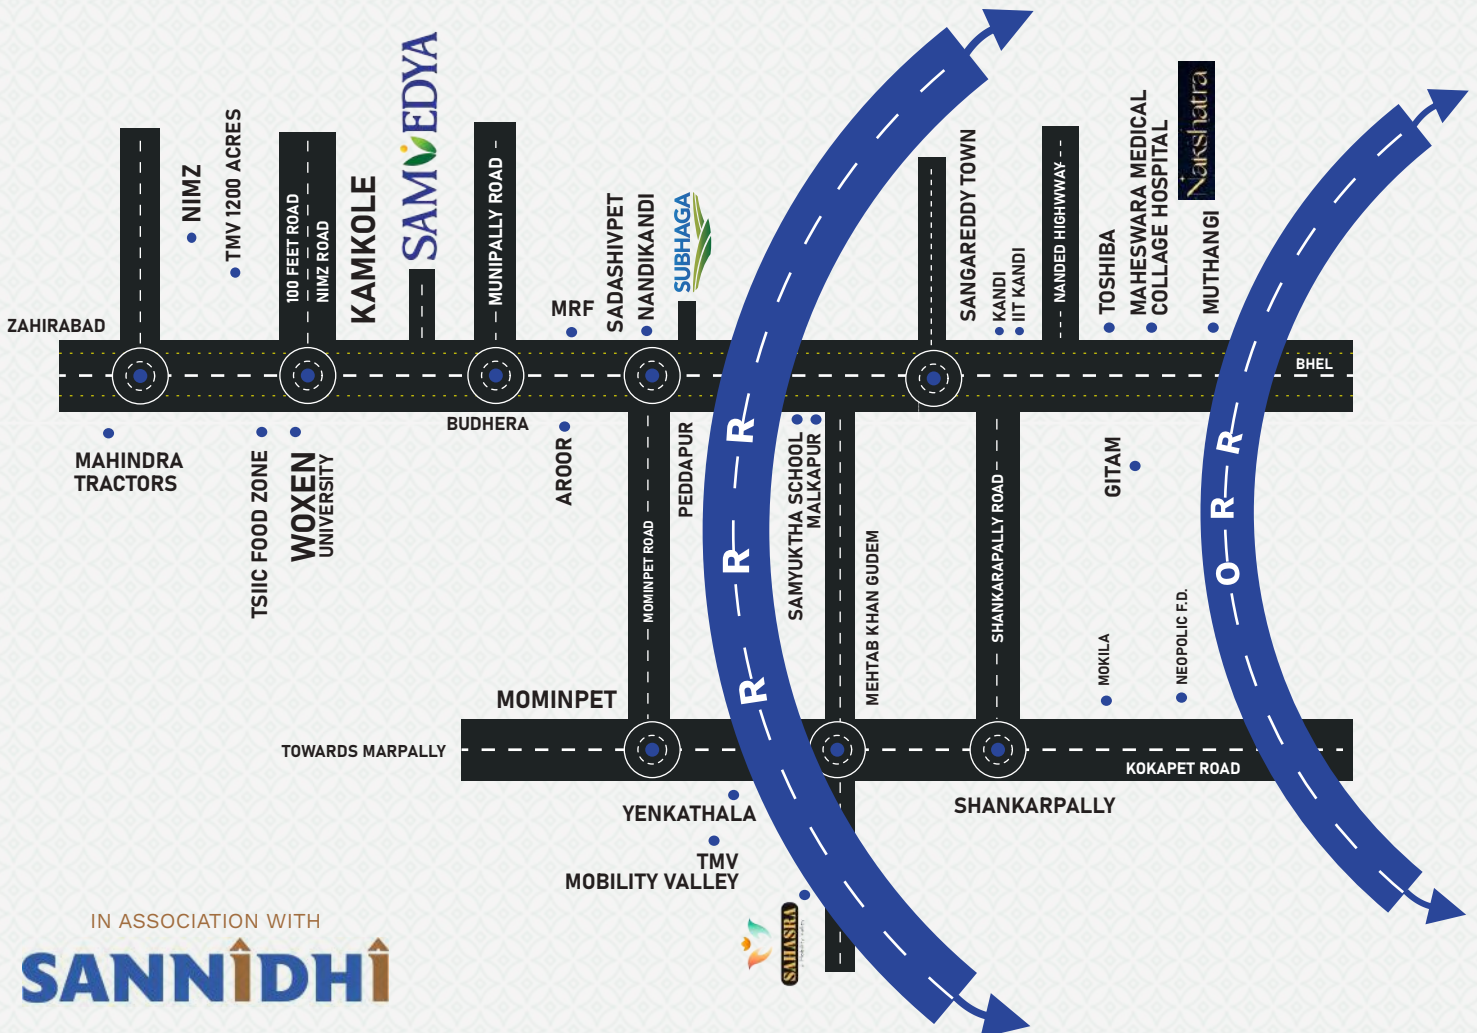 NIMZ
TMV 1200 ACRES
100 FEET ROAD
NIMZ ROAD
KAMKOLE
SAMVEDYA
MUNIPALLY ROAD
MRF
SADASHIVPET
NANDIKANDI
SUBHAGA
SANGAREDDY TOWN
KANDI
IIT KANDI
NANDED HIGHWWAY
TOSHIBA
MAHESWARA MEDICAL
COLLAGE HOSPITAL
Nakshatra
MUTHANGI
ZAHIRABAD
BHEL
MAHINDRA
TRACTORS
TSIIC FOOD ZONE
WOXEN
UNIVERSITY
BUDHERA
AROOR
MOMINPET ROAD
PEDDAPUR
R R R
SAMYUKTHA SCHOOL
MALKAPUR
MEHTAB KHAN GUDEM
SHANKARAPALLY ROAD
GITAM
MOKILA
NEOPOLIC F.D.
O R R
MOMINPET
TOWARDS MARPALLY
KOKAPET ROAD
YENKATHALA
SHANKARPALLY
TMV
MOBILITY VALLEY
SAHASRA
IN ASSOCIATION WITH
SANNIDHI